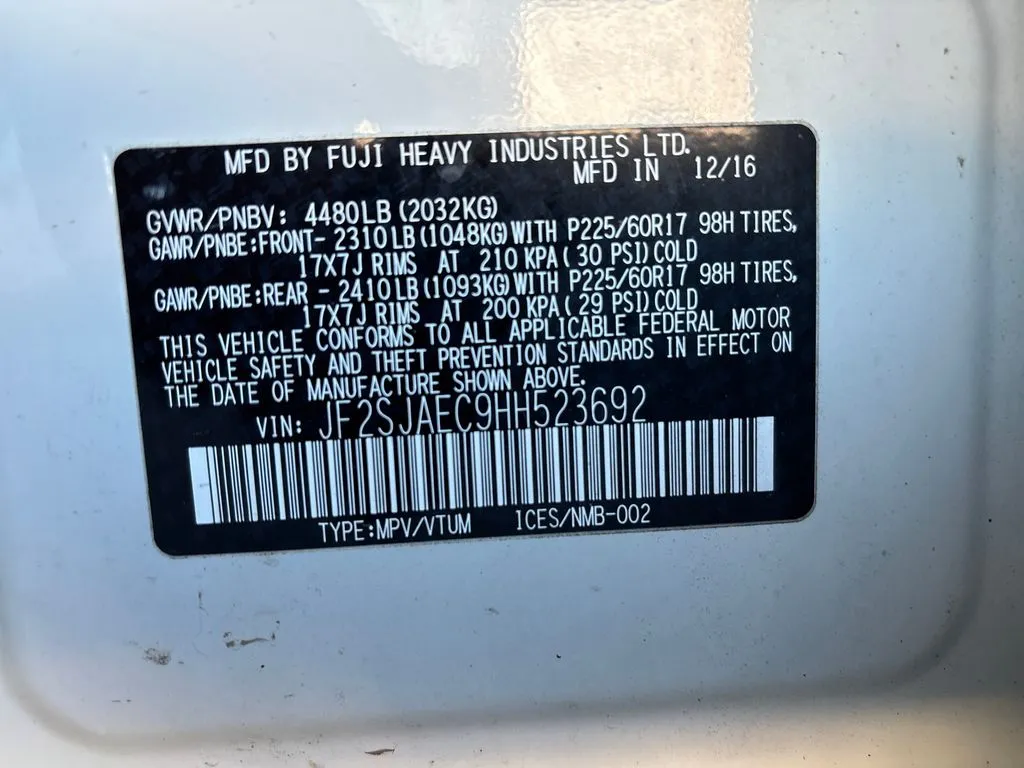 MFD BY FUJI HEAVY INDUSTRIES LTD.
MFD IN 12/16
GVWR/PNBV: 4480LB (2032KG)
GAWR/PNBE:FRONT- 2310LB (1048KG) WITH P225/60R17 98H TIRES,
17X7J RIMS AT 210 KPA ( 30 PSI) COLD
GAWR/PNBE:REAR - 2410LB (1093KG) WITH P225/60R17 98H TIRES,
17X7J RIMS AT 200 KPA ( 29 PSI) COLD
THIS VEHICLE CONFORMS TO ALL APPLICABLE FEDERAL MOTOR
VEHICLE SAFETY AND THEFT PREVENTION STANDARDS IN EFFECT ON
THE DATE OF MANUFACTURE SHOWN ABOVE.
VIN: JF2SJAEC9HH523692
TYPE:MPV/VTUM ICES/NMB-002